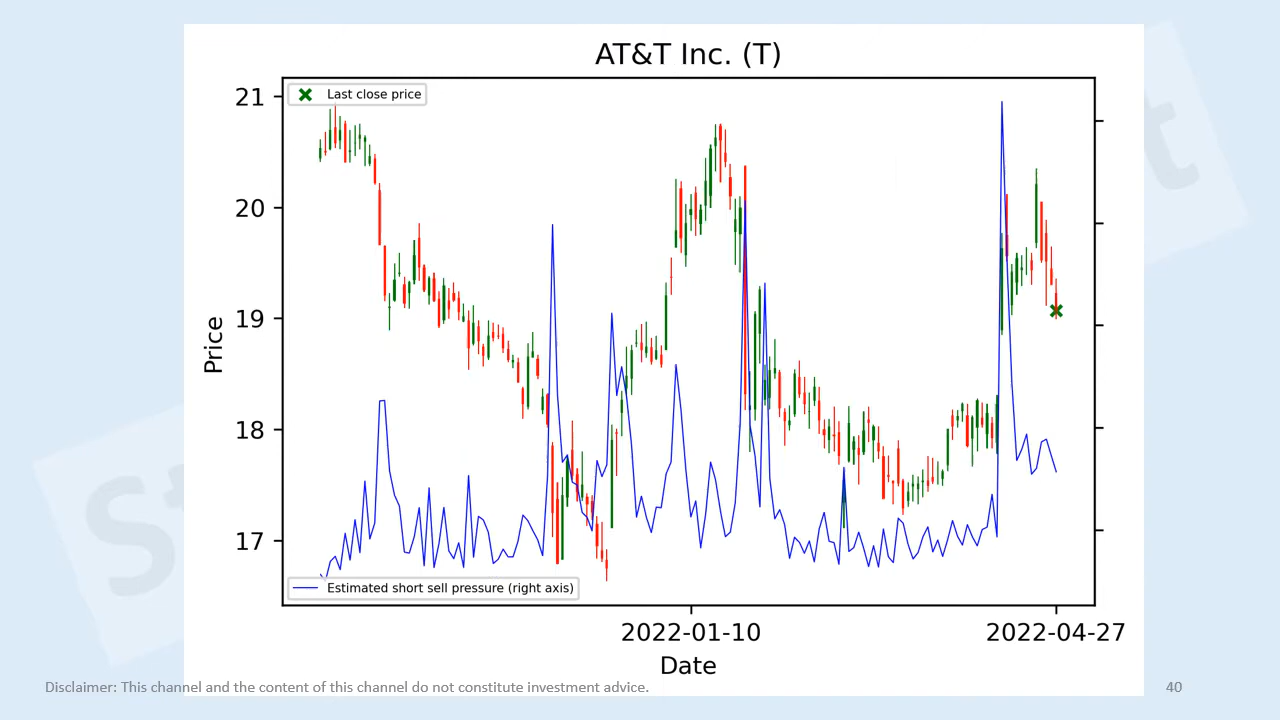 AT&T Inc. (T)
Last close price
21
20
19
18
17
Price
Estimated short sell pressure (right axis)
2022-01-10
2022-04-27
Date
Disclaimer: This channel and the content of this channel do not constitute investment advice.
40